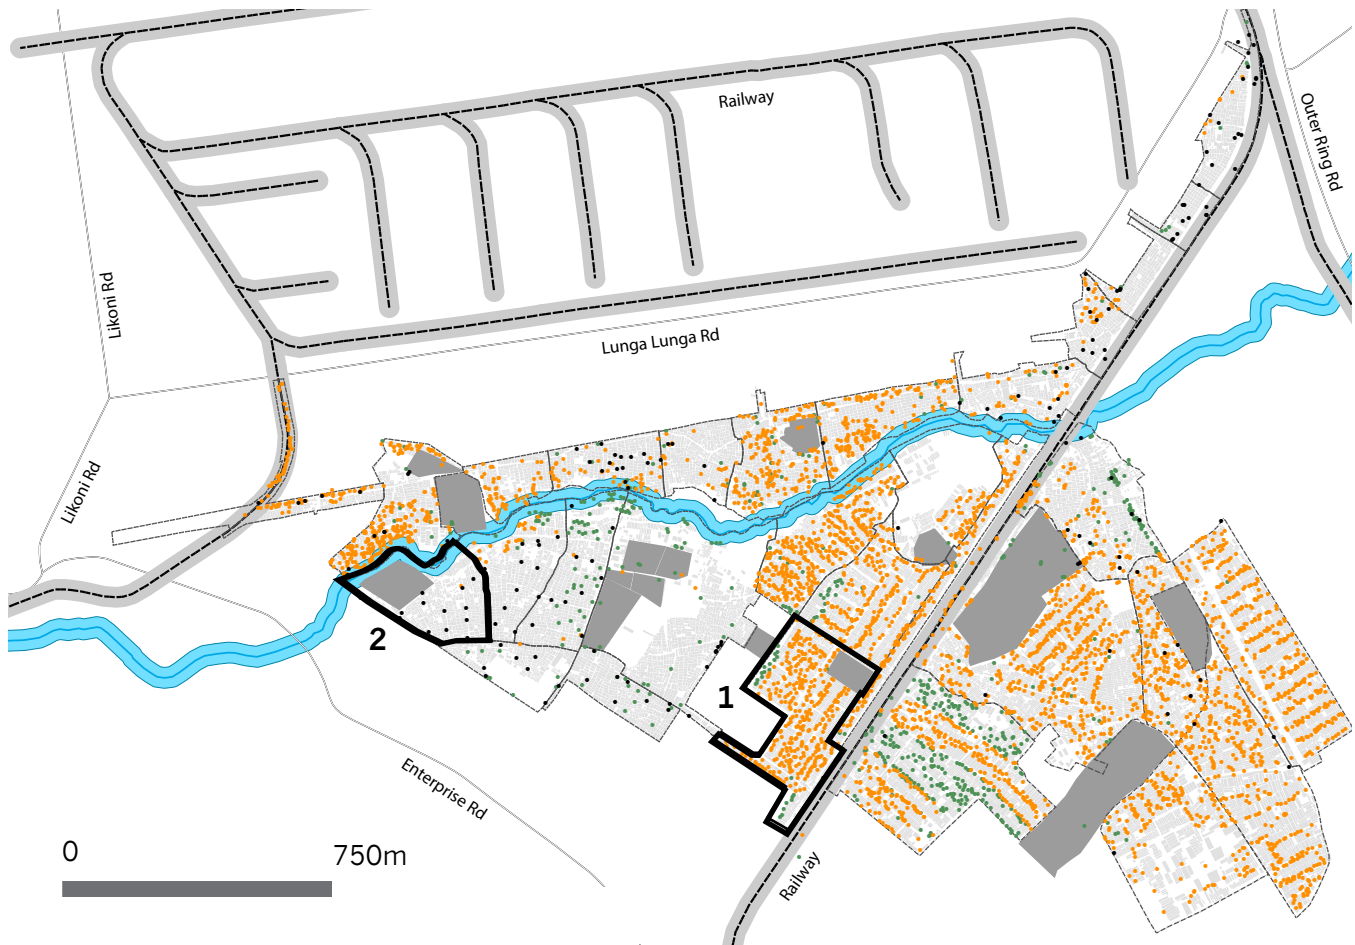 Railway
Outer Ring Rd
Likoni Rd
Lunga Lunga Rd
Likoni Rd
2
1
Enterprise Rd
0
750m
Railway